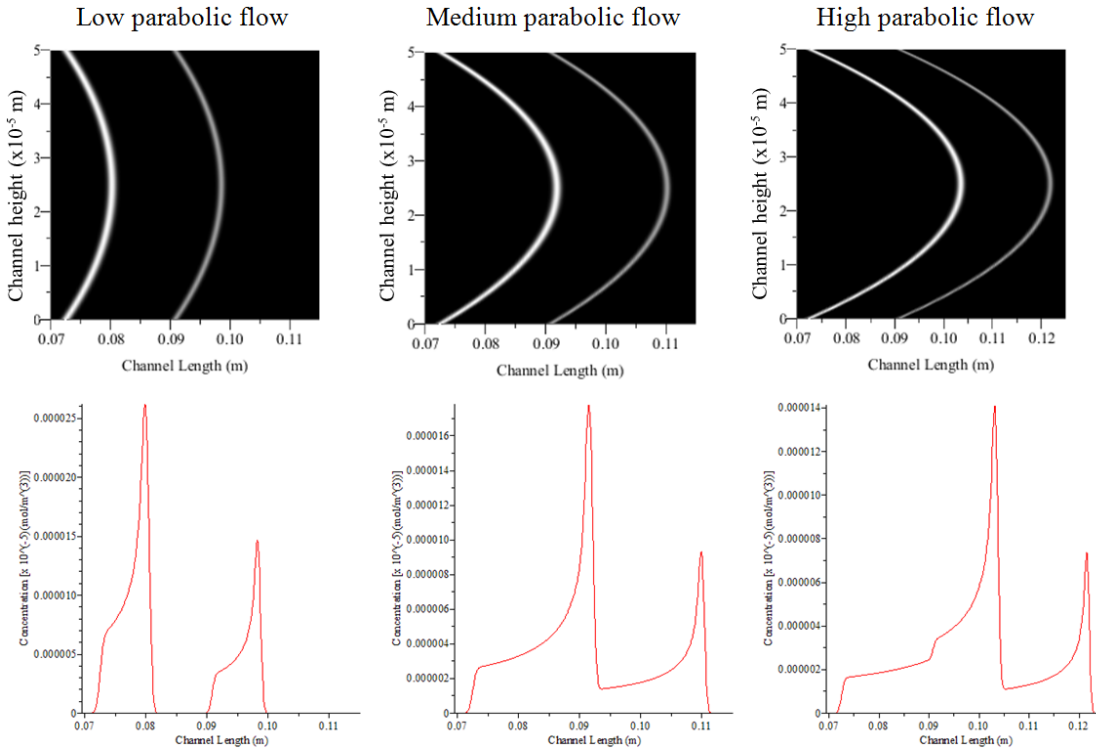 Low parabolic flow
Medium parabolic flow
High parabolic flow
Channel height (x10-5 m)
5
4
3
2
1
0
0.07 0.08 0.09 0.10 0.11
Channel Length (m)
Channel height (x10-5 m)
5
4
3
2
1
0
0.07 0.08 0.09 0.10 0.11
Channel Length (m)
Channel height (x10-5 m)
5
4
3
2
1
0
0.07 0.08 0.09 0.10 0.11 0.12
Channel Length (m)
Concentration [x 10^(-5)(mol/m^(3))]
0.000025
0.000020
0.000015
0.000010
0.000005
0
0.07 0.08 0.09 0.10 0.11
Channel Length (m)
Concentration [x 10^(-5)(mol/m^(3))]
0.000016
0.000014
0.000012
0.000010
0.000008
0.000006
0.000004
0.000002
0
0.07 0.08 0.09 0.10 0.11
Channel Length (m)
Concentration [x 10^(-5)(mol/m^(3))]
0.000014
0.000012
0.000010
0.000008
0.000006
0.000004
0.000002
0
0.07 0.08 0.09 0.10 0.11 0.12
Channel Length (m)